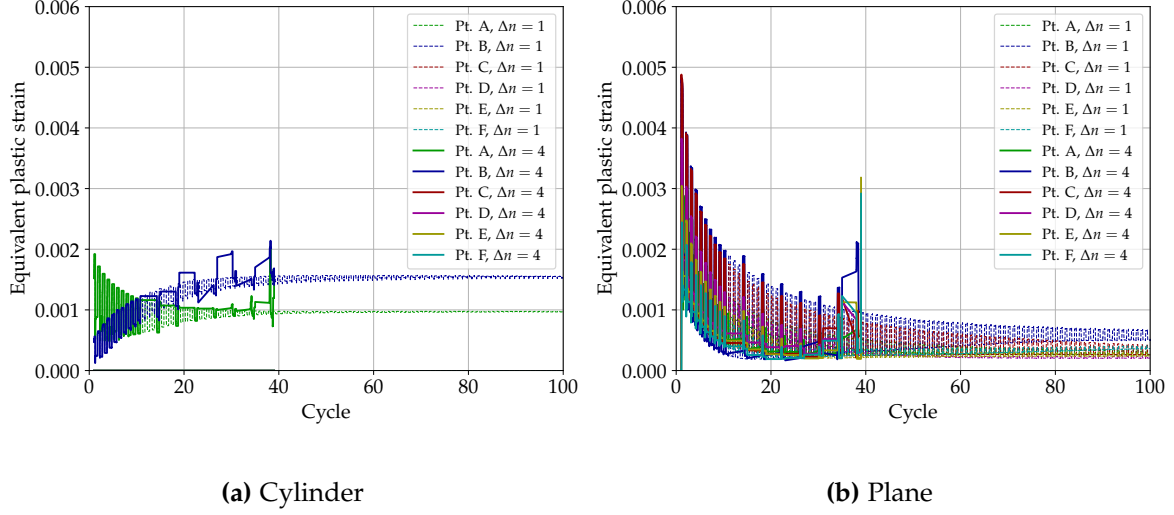 0.006
0.005
0.004
0.003
0.002
0.001
0.000
Equivalent plastic strain
0 20 40 60 80 100
Cycle
Pt. A, Δn = 1
Pt. B, Δn = 1
Pt. C, Δn = 1
Pt. D, Δn = 1
Pt. E, Δn = 1
Pt. F, Δn = 1
Pt. A, Δn = 4
Pt. B, Δn = 4
Pt. C, Δn = 4
Pt. D, Δn = 4
Pt. E, Δn = 4
Pt. F, Δn = 4
(a) Cylinder
0.006
0.005
0.004
0.003
0.002
0.001
0.000
Equivalent plastic strain
0 20 40 60 80 100
Cycle
Pt. A, Δn = 1
Pt. B, Δn = 1
Pt. C, Δn = 1
Pt. D, Δn = 1
Pt. E, Δn = 1
Pt. F, Δn = 1
Pt. A, Δn = 4
Pt. B, Δn = 4
Pt. C, Δn = 4
Pt. D, Δn = 4
Pt. E, Δn = 4
Pt. F, Δn = 4
(b) Plane